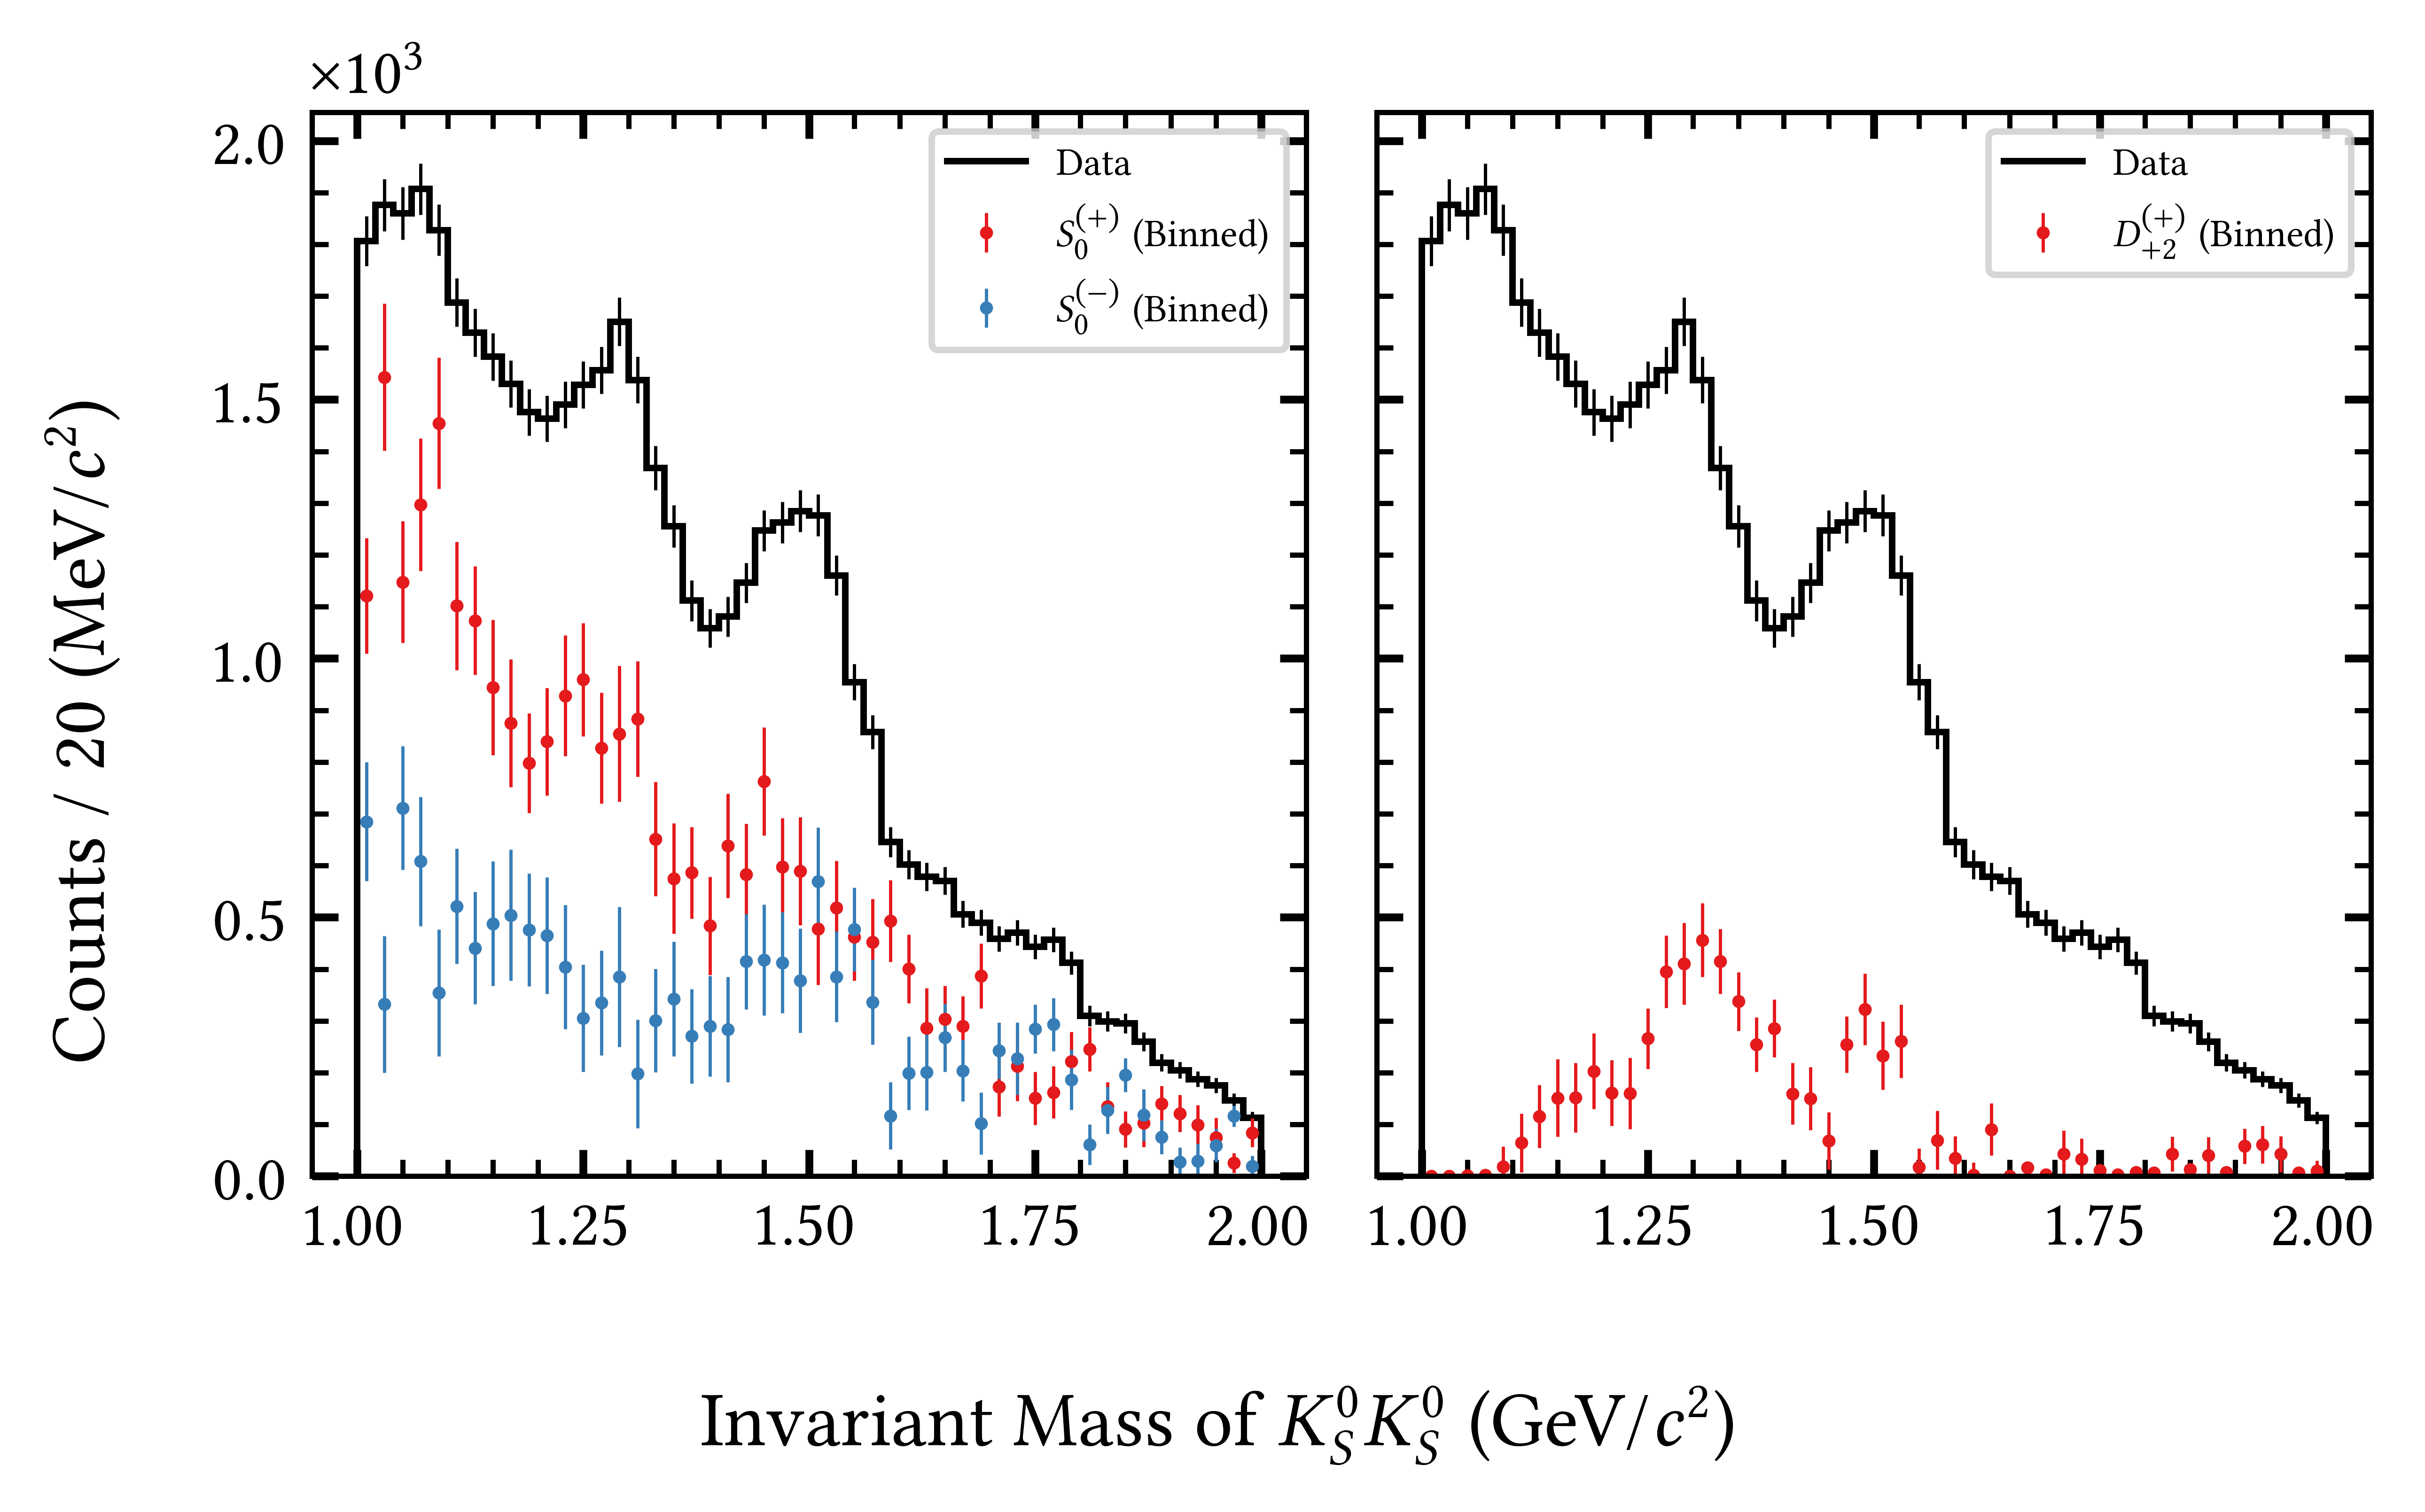 ×10³
Counts / 20 (MeV/c²)
2.0
1.5
1.0
0.5
0.0
Data
S₀⁽⁺⁾ (Binned)
S₀⁽⁻⁾ (Binned)
Data
D₊₂⁽⁺⁾ (Binned)
1.00 1.25 1.50 1.75 2.00
1.00 1.25 1.50 1.75 2.00
Invariant Mass of K_S⁰K_S⁰ (GeV/c²)